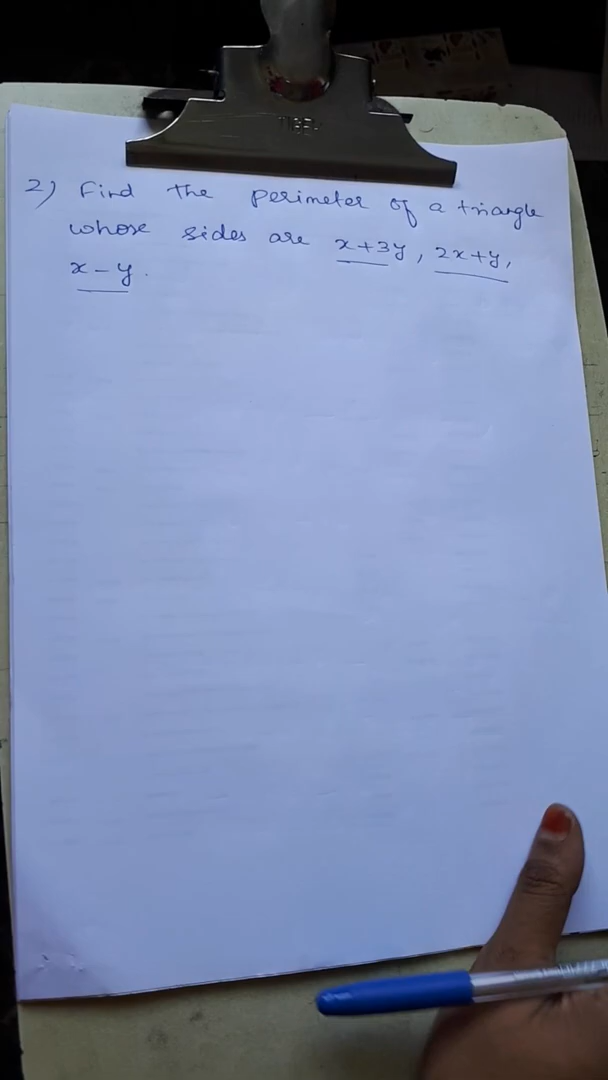 2) Find the perimeter of a triangle
whose sides are x+3y, 2x+y,
x-y.